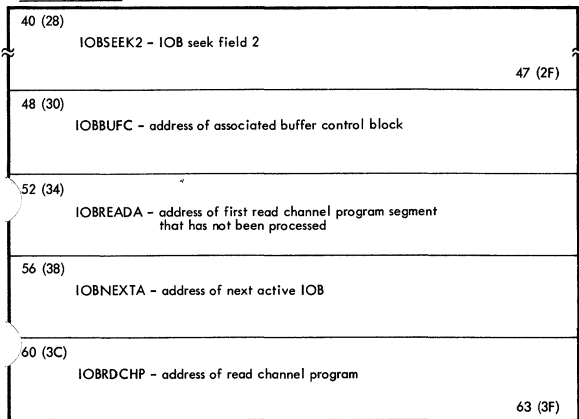 40 (28)
IOBSEEK2 – IOB seek field 2
47 (2F)
48 (30)
IOBBUFC – address of associated buffer control block
52 (34)
IOBREADA – address of first read channel program segment
that has not been processed
56 (38)
IOBNEXTA – address of next active IOB
60 (3C)
IOBRDCHP – address of read channel program
63 (3F)